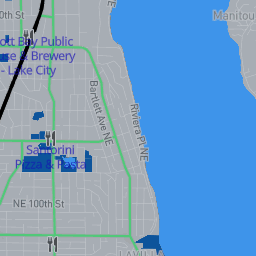 0th St
Manitou
ott Bay Public
se & Brewery
- Lake City
Bartlett Ave NE
Riviera Pl NE
Santorini
Pizza & Pasta
NE 100th St